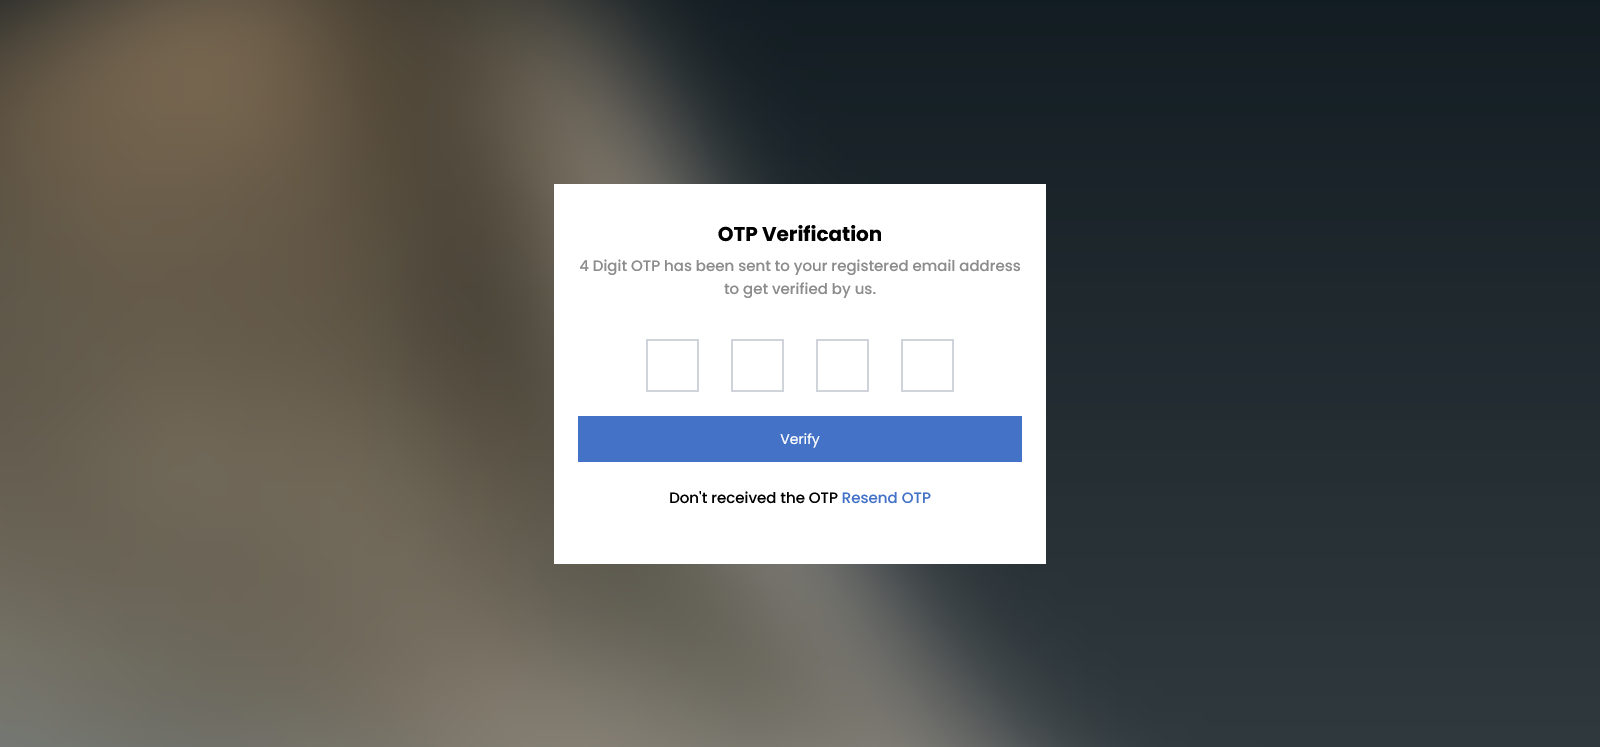 OTP Verification
4 Digit OTP has been sent to your registered email address
to get verified by us.
Verify
Don't received the OTP Resend OTP